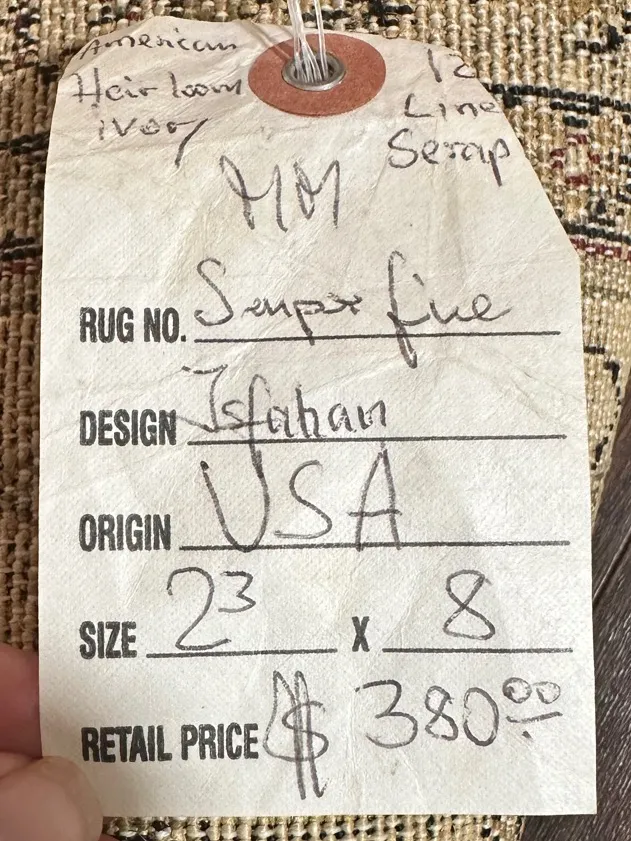 American
Heirloom
ivory
12
Line
Serap
MM
RUG NO. Super fine
DESIGN Isfahan
ORIGIN USA
SIZE 2³ X 8
RETAIL PRICE $ 380.00